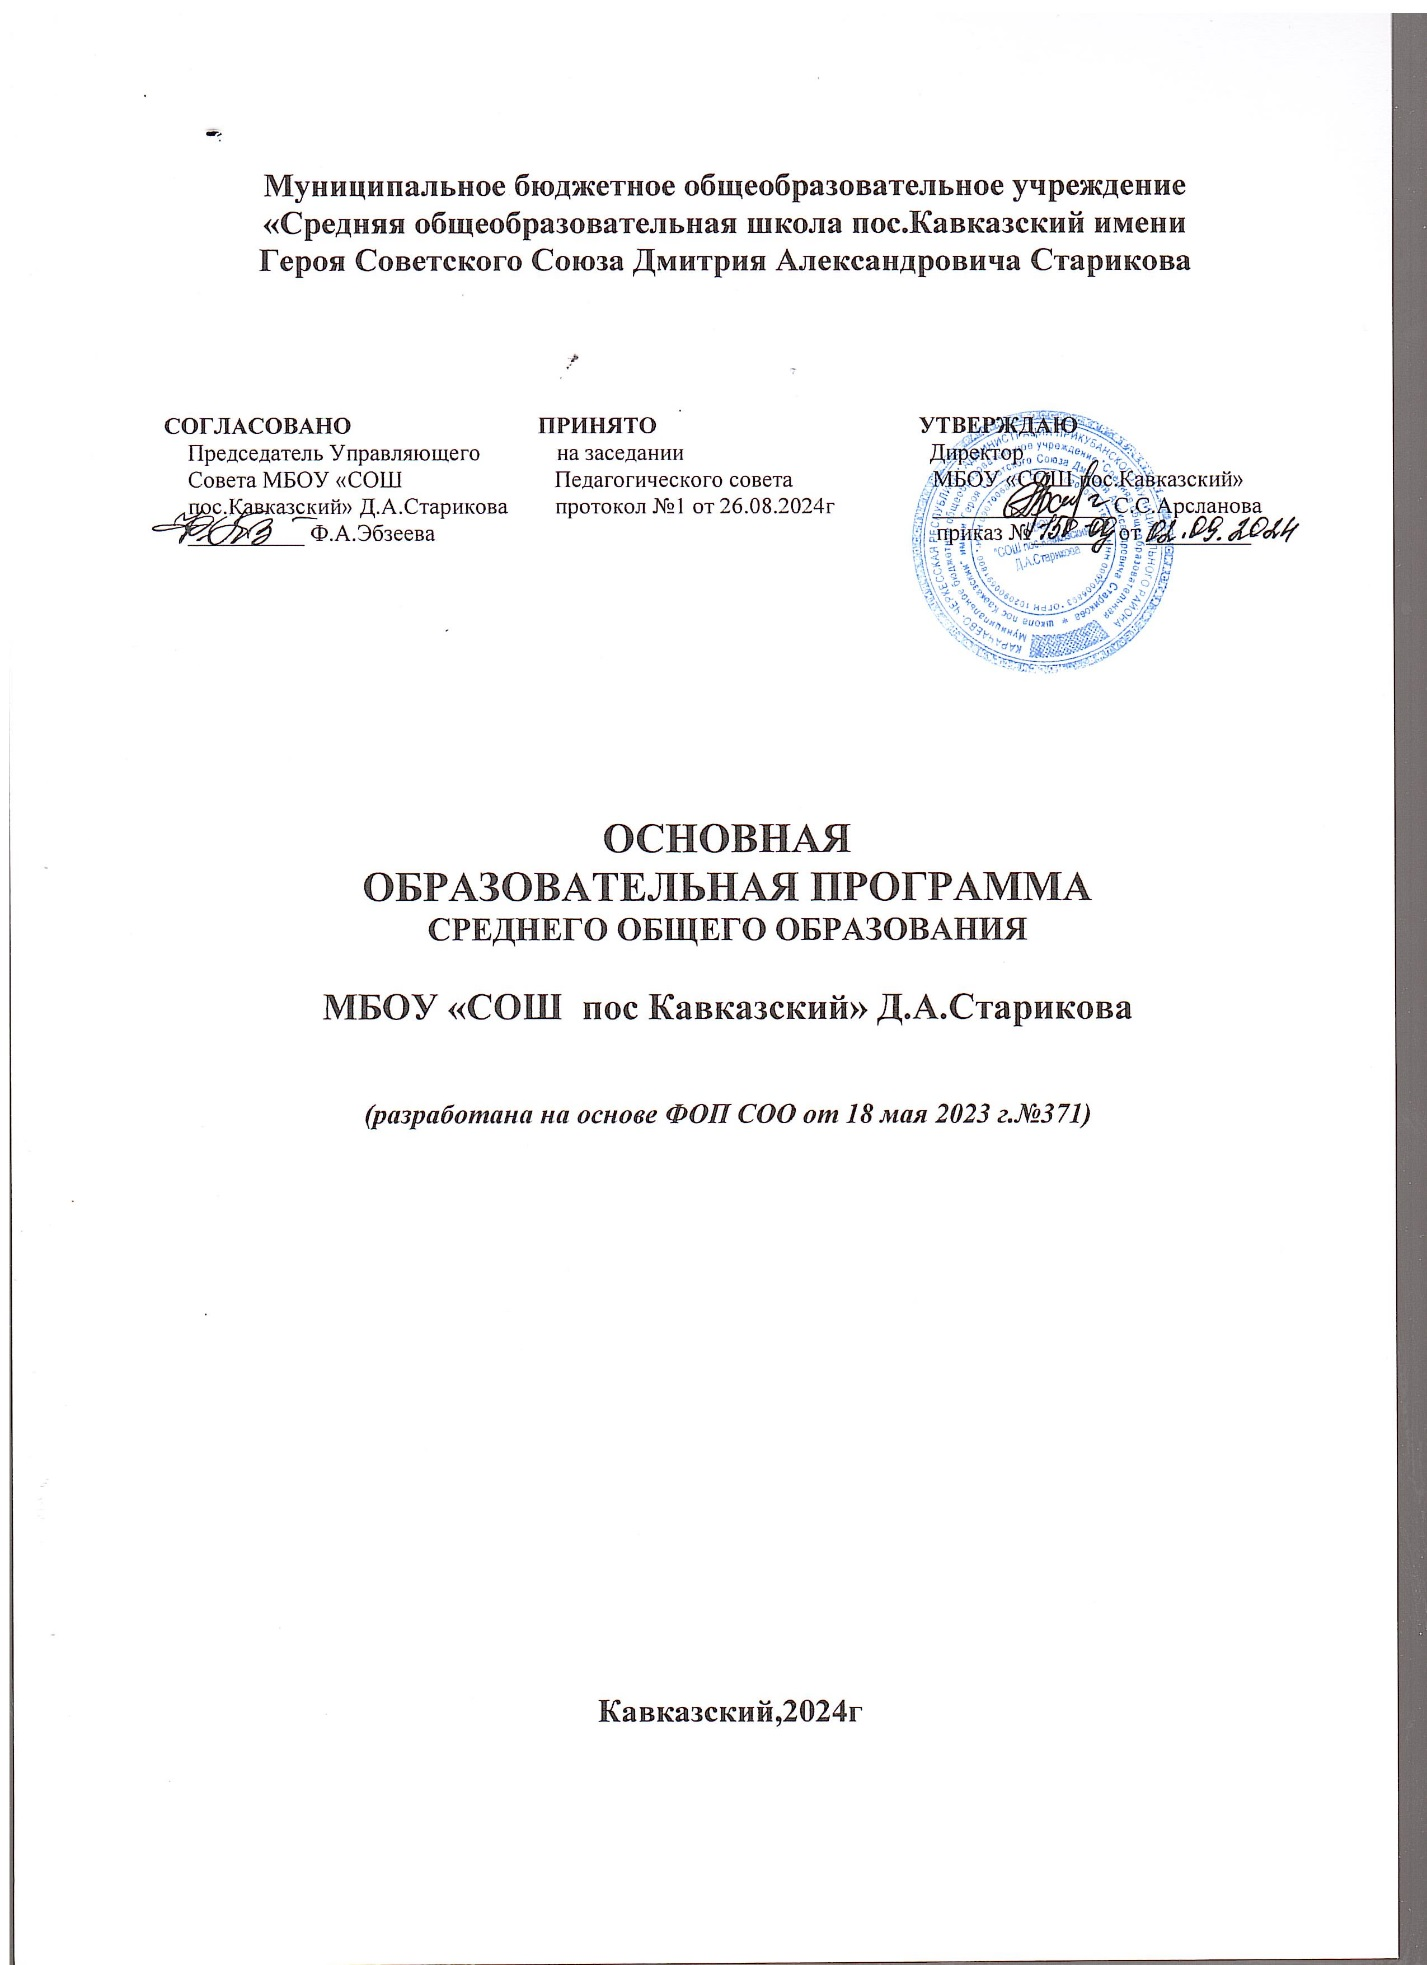 Муниципальное бюджетное общеобразовательное учреждение
«Средняя общеобразовательная школа пос.Кавказский имени
Героя Советского Союза Дмитрия Александровича Старикова
СОГЛАСОВАНО
Председатель Управляющего
Совета МБОУ «СОШ
пос.Кавказский» Д.А.Старикова
Ф.А.Эбзеева
ПРИНЯТО
на заседании
Педагогического совета
протокол №1 от 26.08.2024г
УТВЕРЖДАЮ
Директор
МБОУ «СОШ пос.Кавказский»
С.С.Арсланова
приказ № от 02.09.2024
"СОШ пос
Д.А.Старикова
ОСНОВНАЯ
ОБРАЗОВАТЕЛЬНАЯ ПРОГРАММА
СРЕДНЕГО ОБЩЕГО ОБРАЗОВАНИЯ
МБОУ «СОШ пос Кавказский» Д.А.Старикова
(разработана на основе ФОП СОО от 18 мая 2023 г.№371)
Кавказский,2024г